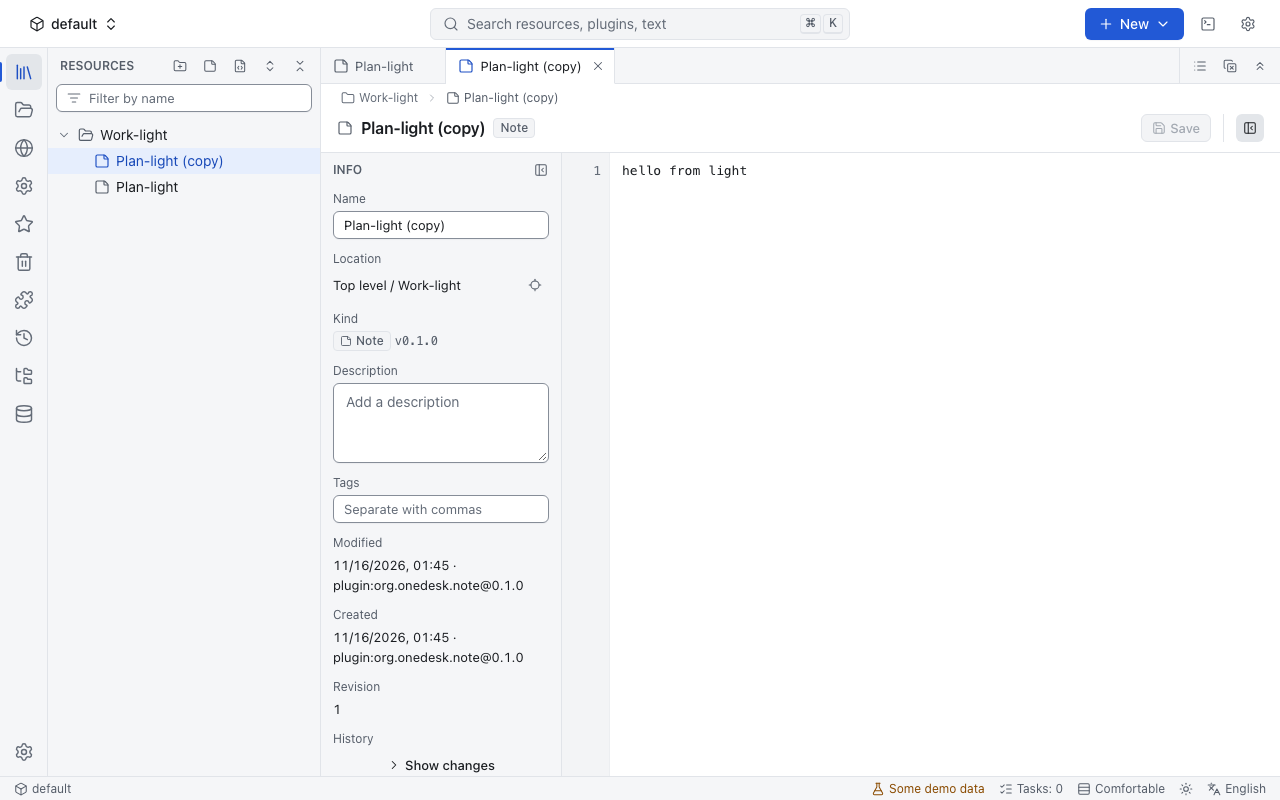 default
Search resources, plugins, text
⌘ K
New
RESOURCES
Filter by name
Work-light
Plan-light (copy)
Plan-light
Plan-light
Plan-light (copy)
Work-light
Plan-light (copy)
Plan-light (copy)
Note
Save
INFO
Name
Plan-light (copy)
Location
Top level / Work-light
Kind
Note v0.1.0
Description
Add a description
Tags
Separate with commas
Modified
11/16/2026, 01:45 ·
plugin:org.onedesk.note@0.1.0
Created
11/16/2026, 01:45 ·
plugin:org.onedesk.note@0.1.0
Revision
1
History
Show changes
1 hello from light
default
Some demo data
Tasks: 0
Comfortable
English